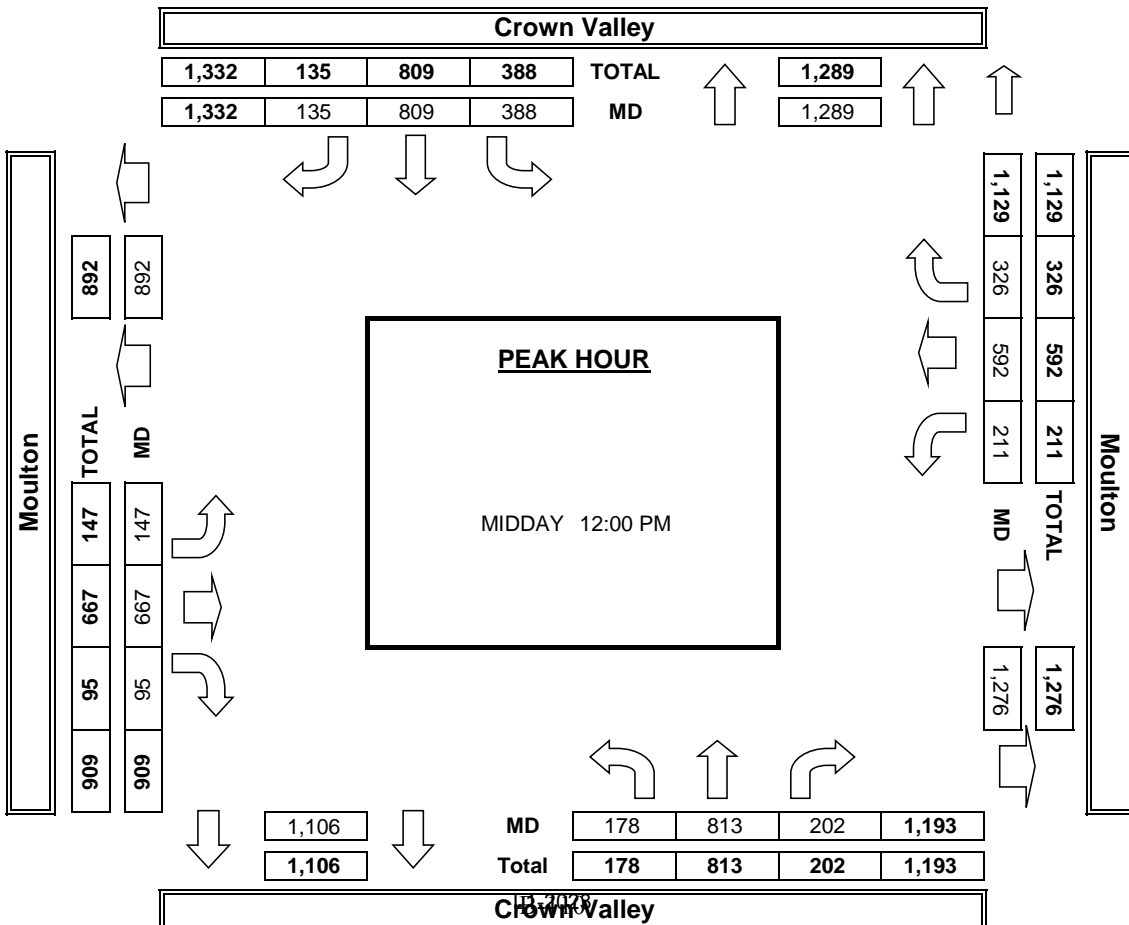 Crown Valley
1,332 135 809 388 TOTAL 1,289
1,332 135 809 388 MD 1,289
Moulton
892 892
TOTAL MD
147 147
667 667
95 95
909 909
PEAK HOUR
MIDDAY 12:00 PM
1,129 1,129
326 326
592 592
211 211
MD TOTAL
1,276 1,276
Moulton
1,106 MD 178 813 202 1,193
1,106 Total 178 813 202 1,193
Crown Valley